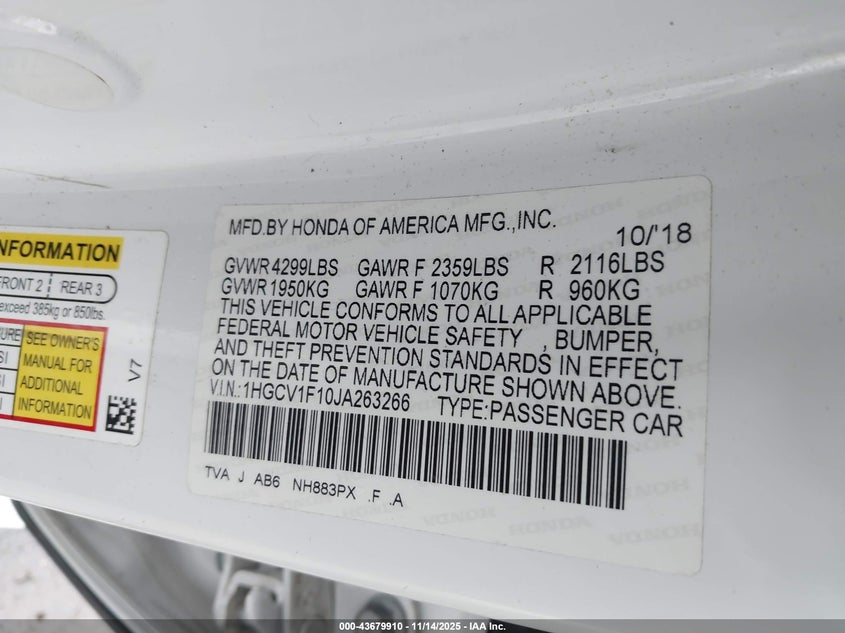 MFD.BY HONDA OF AMERICA MFG.,INC. 10/'18
GVWR 4299LBS GAWR F 2359LBS R 2116LBS
GVWR 1950KG GAWR F 1070KG R 960KG
THIS VEHICLE CONFORMS TO ALL APPLICABLE
FEDERAL MOTOR VEHICLE SAFETY , BUMPER,
AND THEFT PREVENTION STANDARDS IN EFFECT
ON THE DATE OF MANUFACTURE SHOWN ABOVE.
V.I.N.:1HGCV1F10JA263266 TYPE:PASSENGER CAR
TVA J AB6 NH883PX .F .A
HONDA HONDA HONDA
INFORMATION
FRONT 2 REAR 3
exceed 385kg or 850lbs.
SEE OWNER'S
MANUAL FOR
ADDITIONAL
INFORMATION
V7
000-43679910 - 11/14/2025 - IAA Inc.